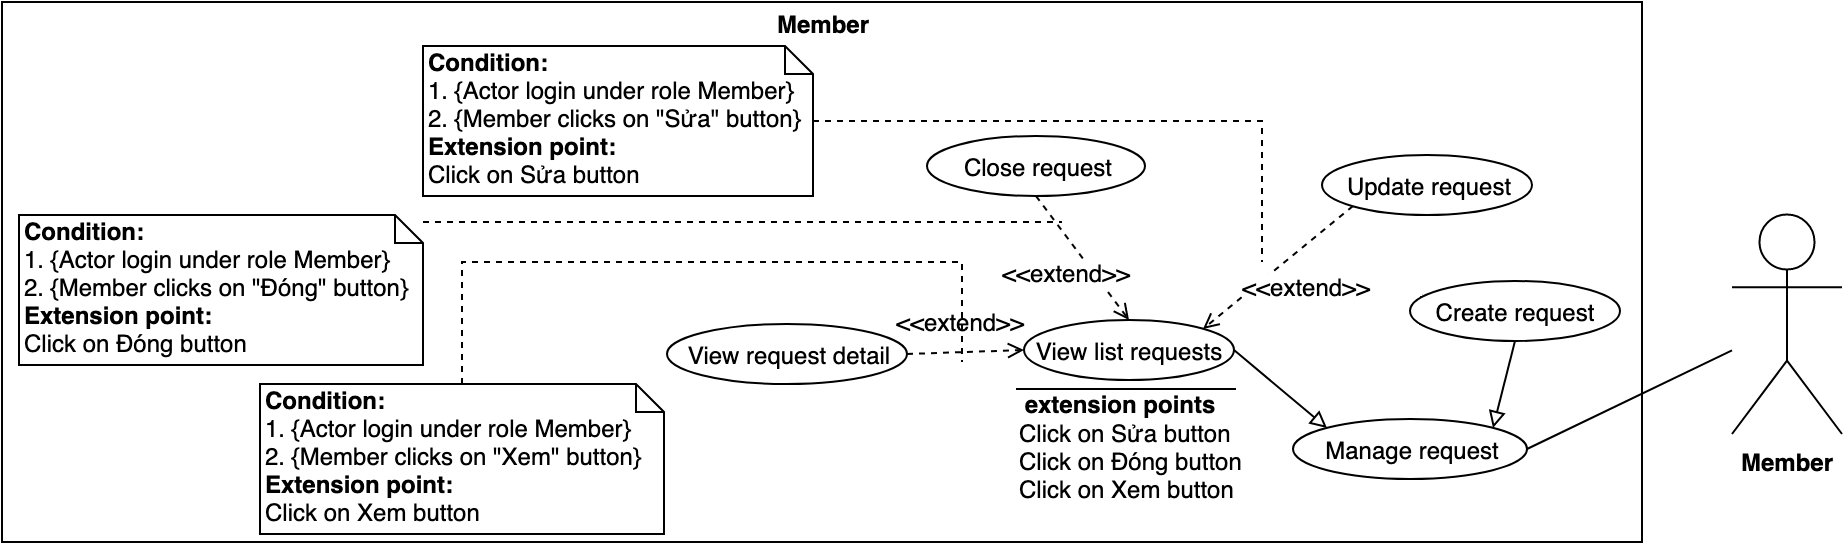 Member
Condition:
1. {Actor login under role Member}
2. {Member clicks on "Sửa" button}
Extension point:
Click on Sửa button
Close request
Update request
Condition:
1. {Actor login under role Member}
2. {Member clicks on "Đóng" button}
Extension point:
Click on Đóng button
<<extend>>
<<extend>>
<<extend>>
Create request
View request detail
View list requests
extension points
Click on Sửa button
Click on Đóng button
Click on Xem button
Manage request
Member
Condition:
1. {Actor login under role Member}
2. {Member clicks on "Xem" button}
Extension point:
Click on Xem button